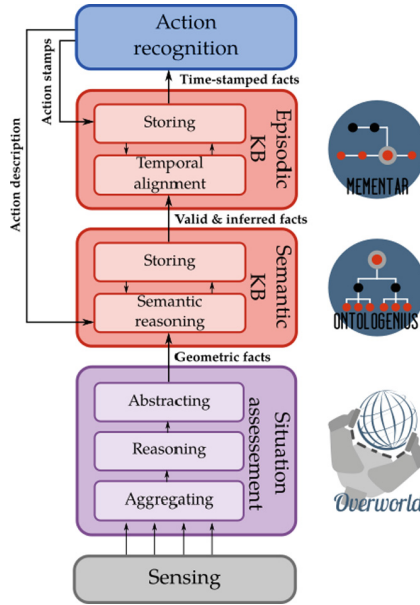 Action
recognition
Action stamps
Action description
Time-stamped facts
Storing
Temporal
alignment
Episodic
KB
MEMENTAR
Valid & inferred facts
Storing
Semantic
reasoning
Semantic
KB
ONTOLOGENIUS
Geometric facts
Abstracting
Reasoning
Aggregating
Situation
assessement
Overworld
Sensing